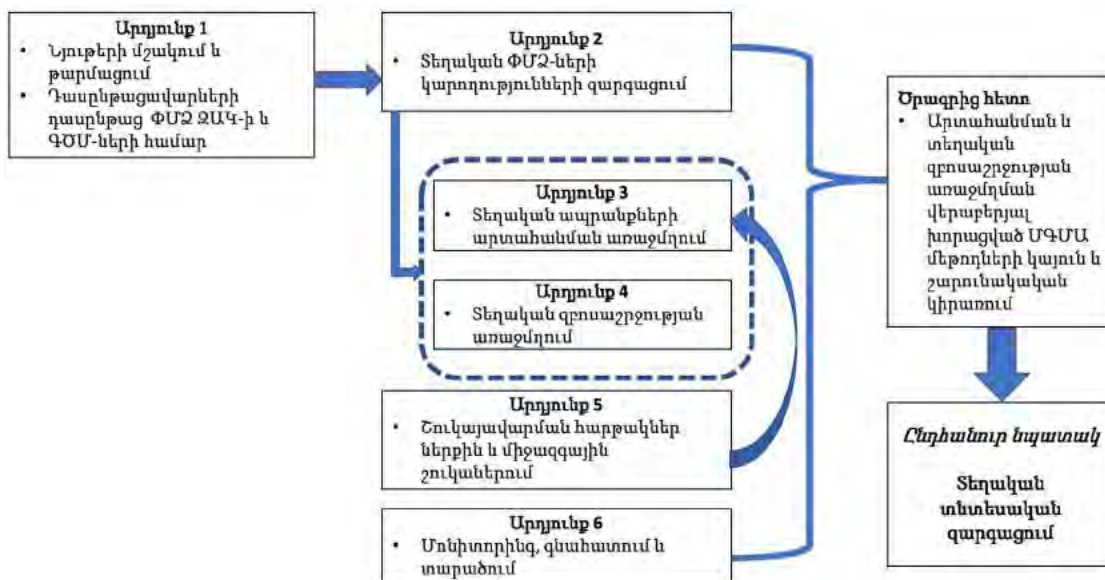 Արդյունք 1
• Նյութերի մշակում և
թարմացում
• Դասընթացավարների
դասընթաց ՓՄՁ ԶԱԿ-ի և
ԳԾՄ-ների համար
Արդյունք 2
• Տեղական ՓՄՁ-ների
կարողությունների զարգացում
Արդյունք 3
• Տեղական ապրանքների
արտահանման առաջմղում
Արդյունք 4
• Տեղական զբոսաշրջության
առաջմղում
Արդյունք 5
• Շուկայավարման հարթակներ
ներքին և միջազգային
շուկաներում
Արդյունք 6
• Մոնիտորինգ, գնահատում և
տարածում
Ծրագրից հետո
• Արտահանման և
տեղական
զբոսաշրջության
առաջմղման
վերաբերյալ
խորացված ՄԳՄԱ
մեթոդների կայուն և
շարունակական
կիրառում
Ընդհանուր նպատակ
Տեղական
տնտեսական
զարգացում